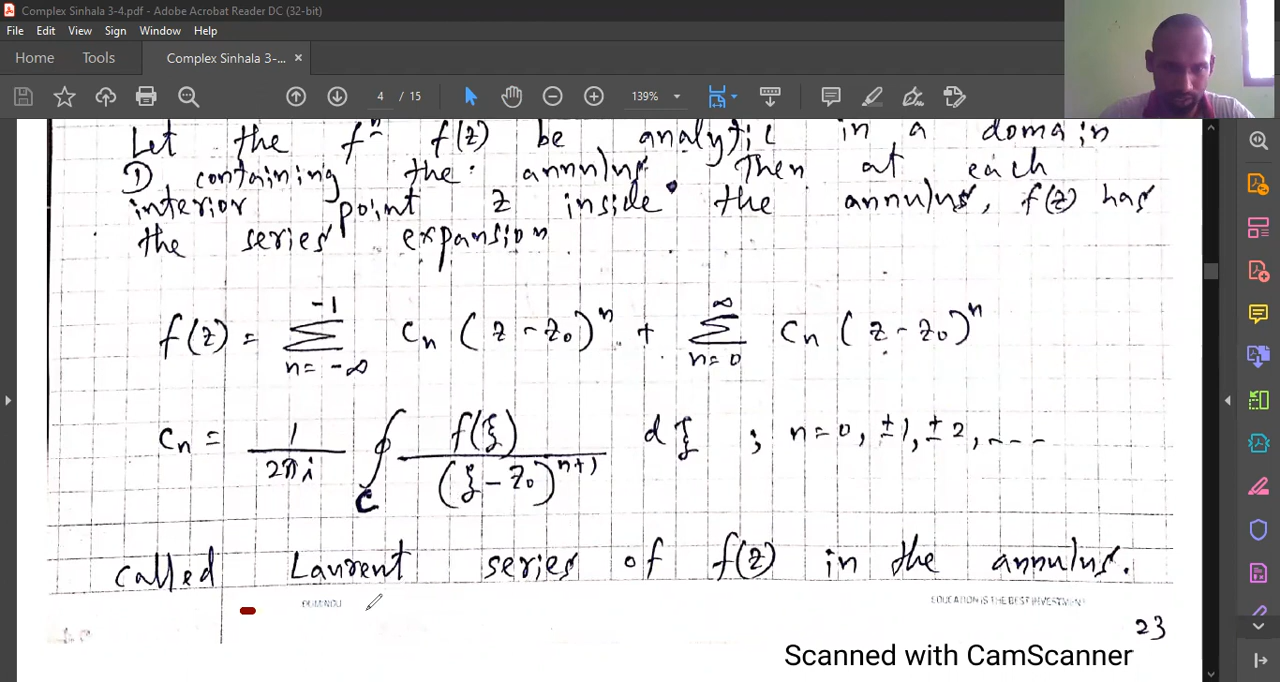 Complex Sinhala 3-4.pdf - Adobe Acrobat Reader DC (32-bit)
File Edit View Sign Window Help
Home Tools Complex Sinhala 3-... ×
4 / 15 139%
Let the fⁿ f(z) be analytic in a domain
D containing the annulus. Then at each
interior point z inside the annulus, f(z) has
the series expansion
f(z) = Σ_{n=-∞}^{-1} Cn (z - z₀)ⁿ + Σ_{n=0}^{∞} Cn (z - z₀)ⁿ
Cn = 1/2πi ∮_C f(ξ)/(ξ - z₀)ⁿ⁺¹ dξ ; n = 0, ±1, ±2, ----
called Laurent series of f(z) in the annulus.
EDUCATION IS THE BEST INVESTMENT
23
Scanned with CamScanner